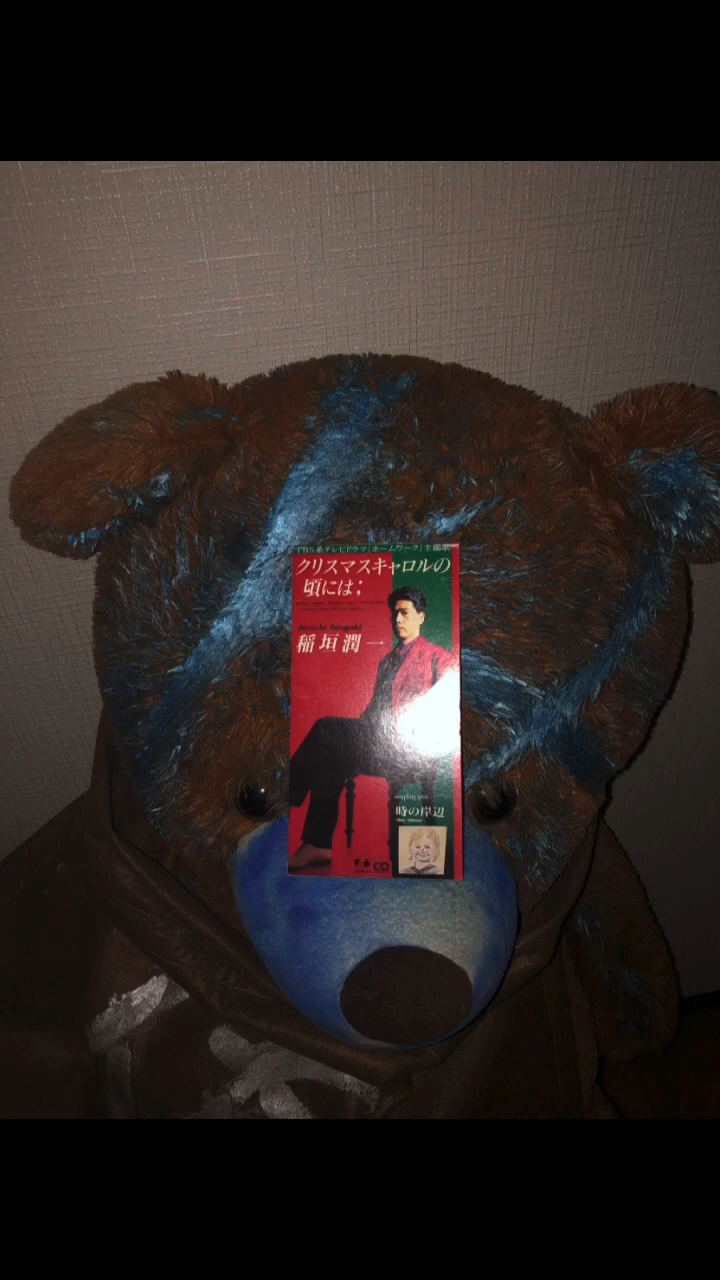 TBS系テレビドラマ「ホームワーク」主題歌
クリスマスキャロルの
頃には；
Junichi Inagaki
稲垣潤一
時の岸辺
CD